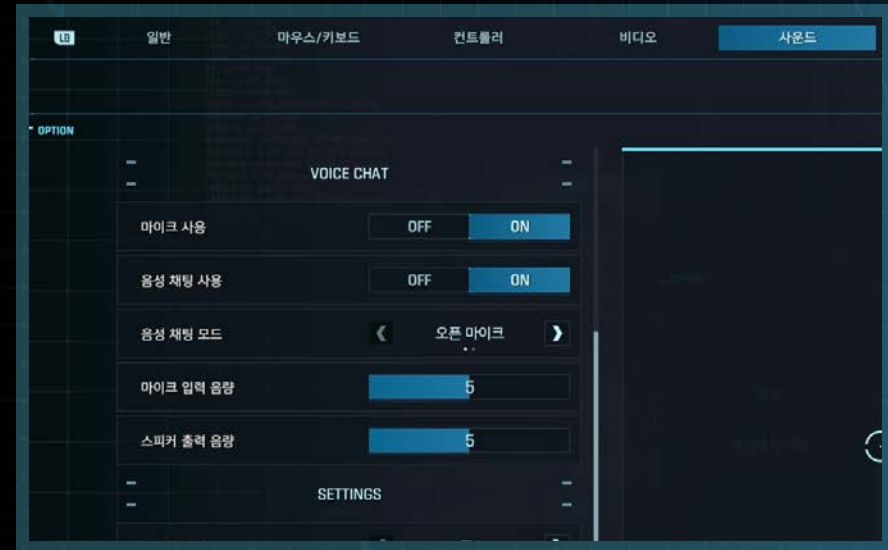 LB 일반 마우스/키보드 컨트롤러 비디오 사운드
OPTION
VOICE CHAT
마이크 사용 OFF ON
음성 채팅 사용 OFF ON
음성 채팅 모드 오픈 마이크
마이크 입력 음량 5
스피커 출력 음량 5
SETTINGS